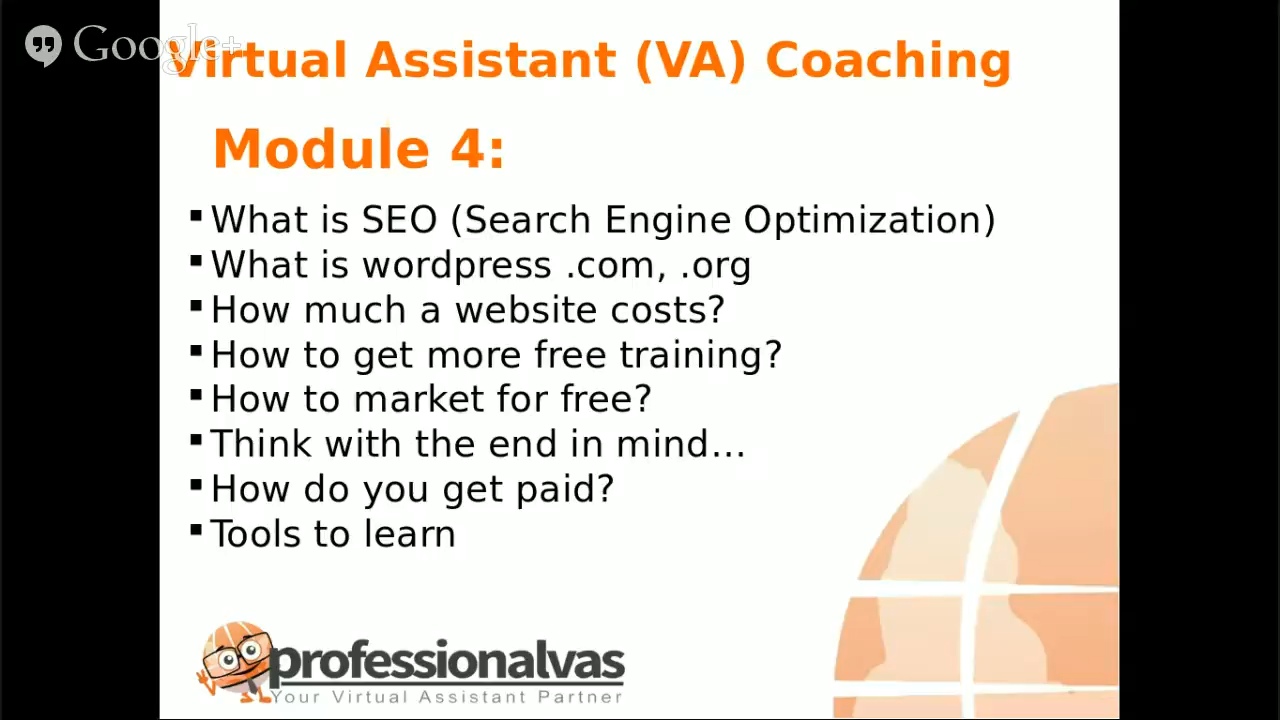 Google+
Virtual Assistant (VA) Coaching
Module 4:
▪What is SEO (Search Engine Optimization)
▪What is wordpress .com, .org
▪How much a website costs?
▪How to get more free training?
▪How to market for free?
▪Think with the end in mind...
▪How do you get paid?
▪Tools to learn
professionalvas
Your Virtual Assistant Partner